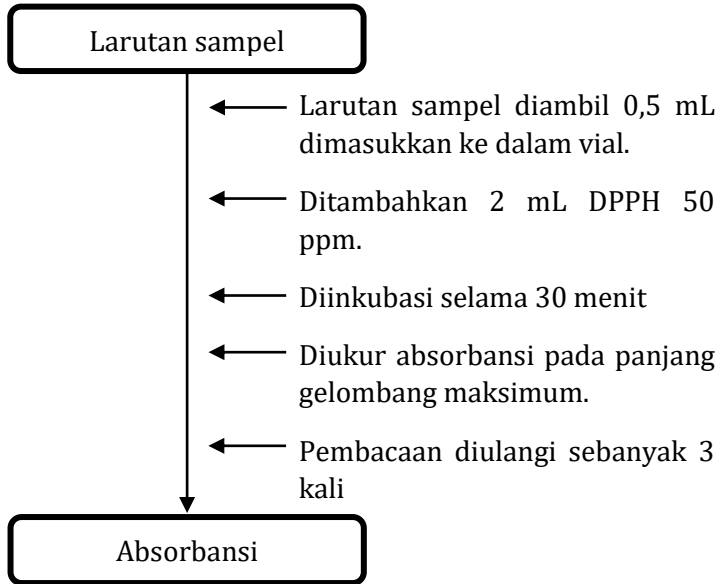 Larutan sampel
Larutan sampel diambil 0,5 mL
dimasukkan ke dalam vial.
Ditambahkan 2 mL DPPH 50
ppm.
Diinkubasi selama 30 menit
Diukur absorbansi pada panjang
gelombang maksimum.
Pembacaan diulangi sebanyak 3
kali
Absorbansi